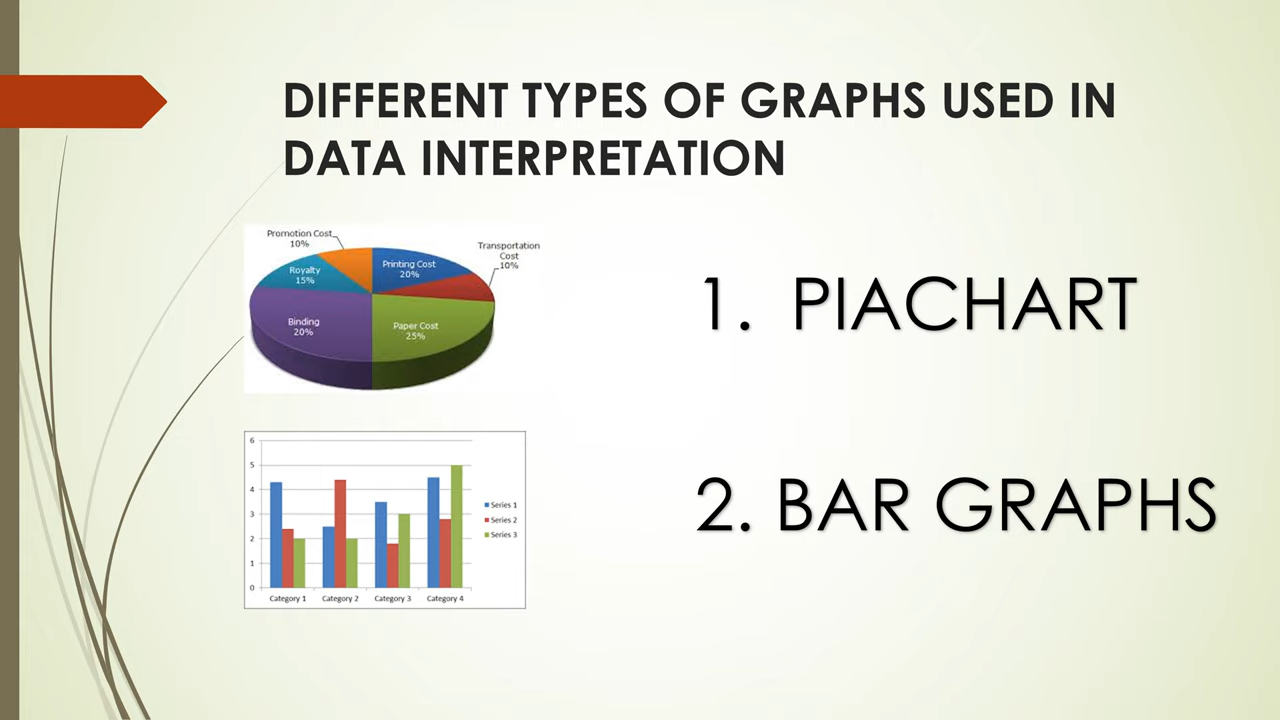 DIFFERENT TYPES OF GRAPHS USED IN
DATA INTERPRETATION
Promotion Cost
10%
Transportation
Cost
10%
Printing Cost
20%
Royalty
15%
Binding
20%
Paper Cost
25%
1. PIACHART
6
5
4
3
2
1
0
Category 1 Category 2 Category 3 Category 4
Series 1
Series 2
Series 3
2. BAR GRAPHS